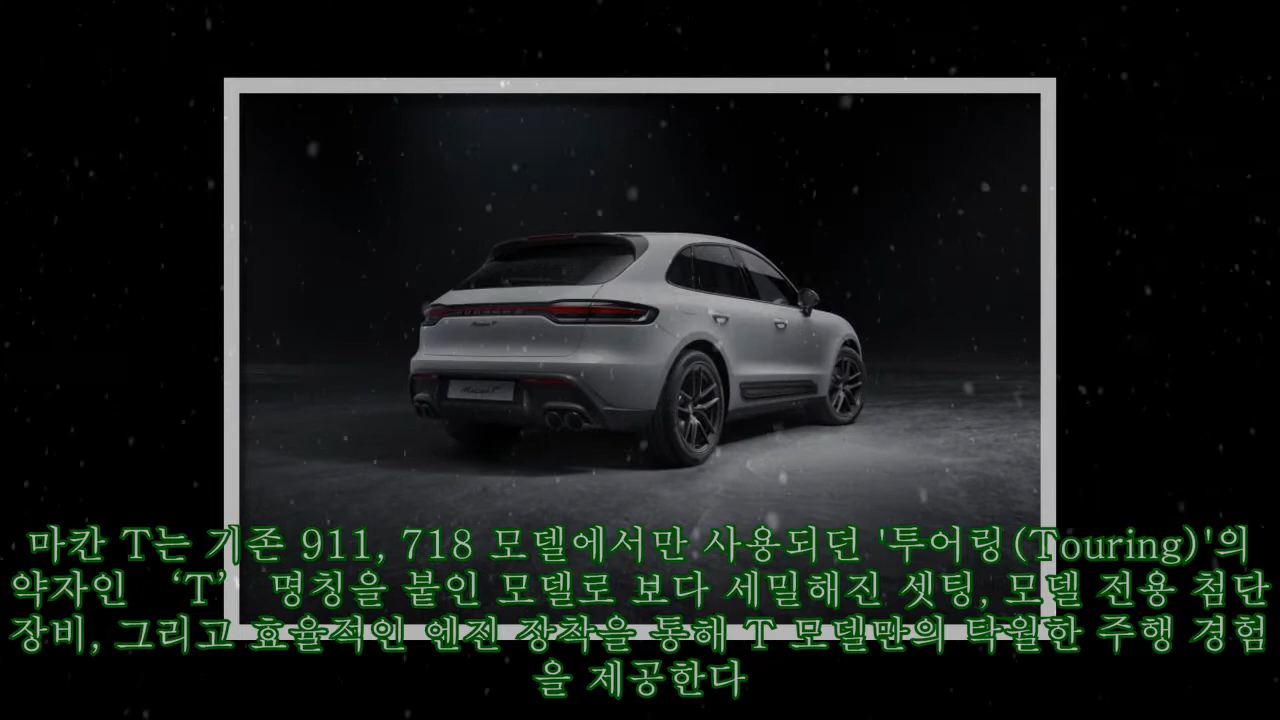 PORSCHE
Macan T
Macan T
마칸 T는 기존 911, 718 모델에서만 사용되던 '투어링(Touring)'의
약자인 ‘T’ 명칭을 붙인 모델로 보다 세밀해진 셋팅, 모델 전용 첨단
장비, 그리고 효율적인 엔진 장착을 통해 T 모델만의 탁월한 주행 경험
을 제공한다